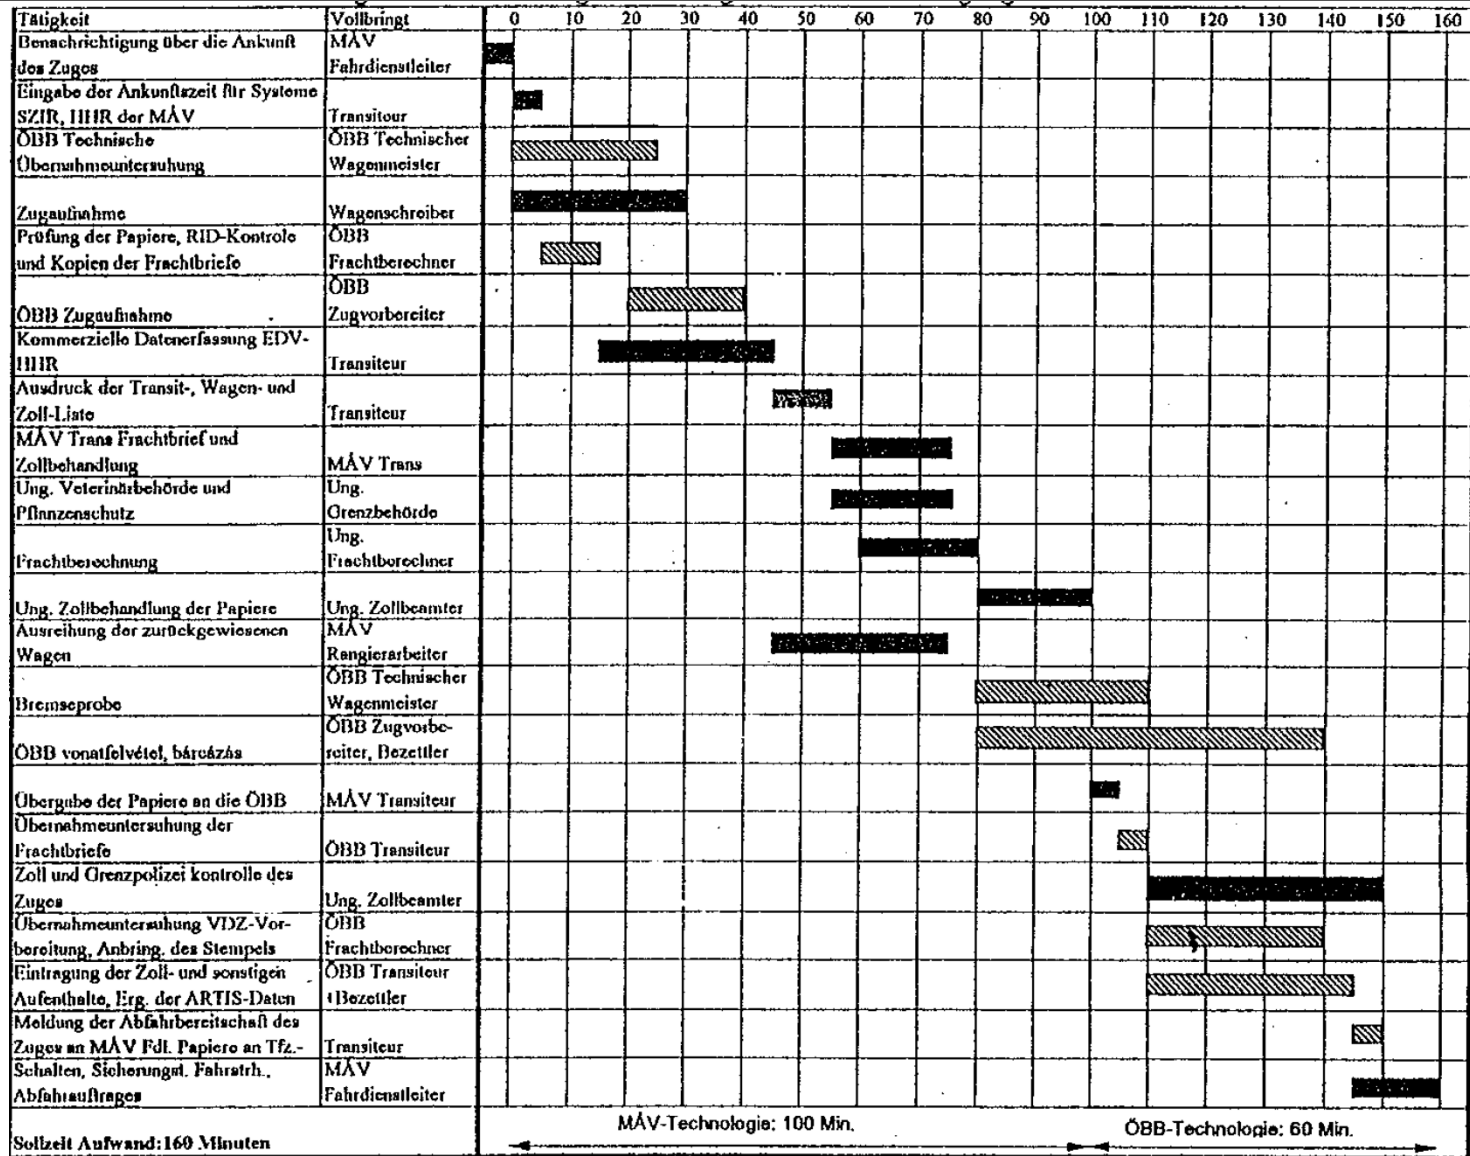 Tätigkeit Vollbringt 0 10 20 30 40 50 60 70 80 90 100 110 120 130 140 150 160
Benachrichtigung über die Ankunft MÁV
des Zuges Fahrdienstleiter
Eingabe der Ankunftszeit für Systeme
SZIR, HHR der MÁV Transitour
ÖBB Technische ÖBB Technischer
Übernahmeuntersuhung Wagenmeister
Zugaufnahme Wagenschreiber
Prüfung der Papiere, RID-Kontrole ÖBB
und Kopien der Frachtbriefe Frachtberechner
ÖBB
ÖBB Zugaufnahme Zugvorbereiter
Kommerzielle Datenerfassung EDV-
HHR Transiteur
Ausdruck der Transit-, Wagen- und
Zoll-Liste Transiteur
MÁV Trans Frachtbrief und
Zollbehandlung MÁV Trans
Ung. Veterinärbehörde und Ung.
Pflanzenschutz Grenzbehörde
Ung.
Frachtberechnung Frachtberechner
Ung. Zollbehandlung der Papiere Ung. Zollbeamter
Ausreihung der zurückgewiesenen MÁV
Wagen Rangierarbeiter
ÖBB Technischer
Bremseprobe Wagenmeister
ÖBB Zugvorbe-
ÖBB vonatfelvétel, bárcázás reiter, Bezettler
Übergabe der Papiere an die ÖBB MÁV Transiteur
Übernahmeuntersuhung der
Frachtbriefe ÖBB Transiteur
Zoll und Grenzpolizei kontrolle des
Zuges Ung. Zollbeamter
Übernahmeuntersuhung VDZ-Vor- ÖBB
bereitung, Anbring. des Stempels Frachtberechner
Eintragung der Zoll- und sonstigen ÖBB Transiteur
Aufenthalte, Erg. der ARTIS-Daten +Bezettler
Meldung der Abfahrbereitschaft des
Zuges an MÁV Fdl. Papiere an Tfz.- Transiteur
Schalten, Sicherungst. Fahrstrh., MÁV
Abfahrauftrages Fahrdienstleiter
MÁV-Technologie: 100 Min. ÖBB-Technologie: 60 Min.
Sollzeit Aufwand:160 Minuten